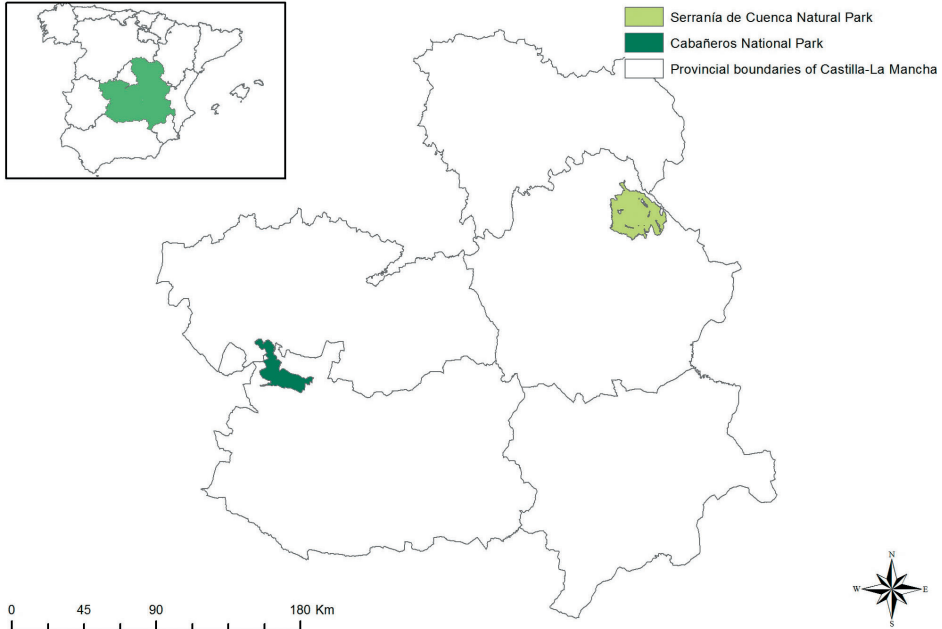 Serranía de Cuenca Natural Park
Cabañeros National Park
Provincial boundaries of Castilla-La Mancha
N
W E
S
0 45 90 180 Km